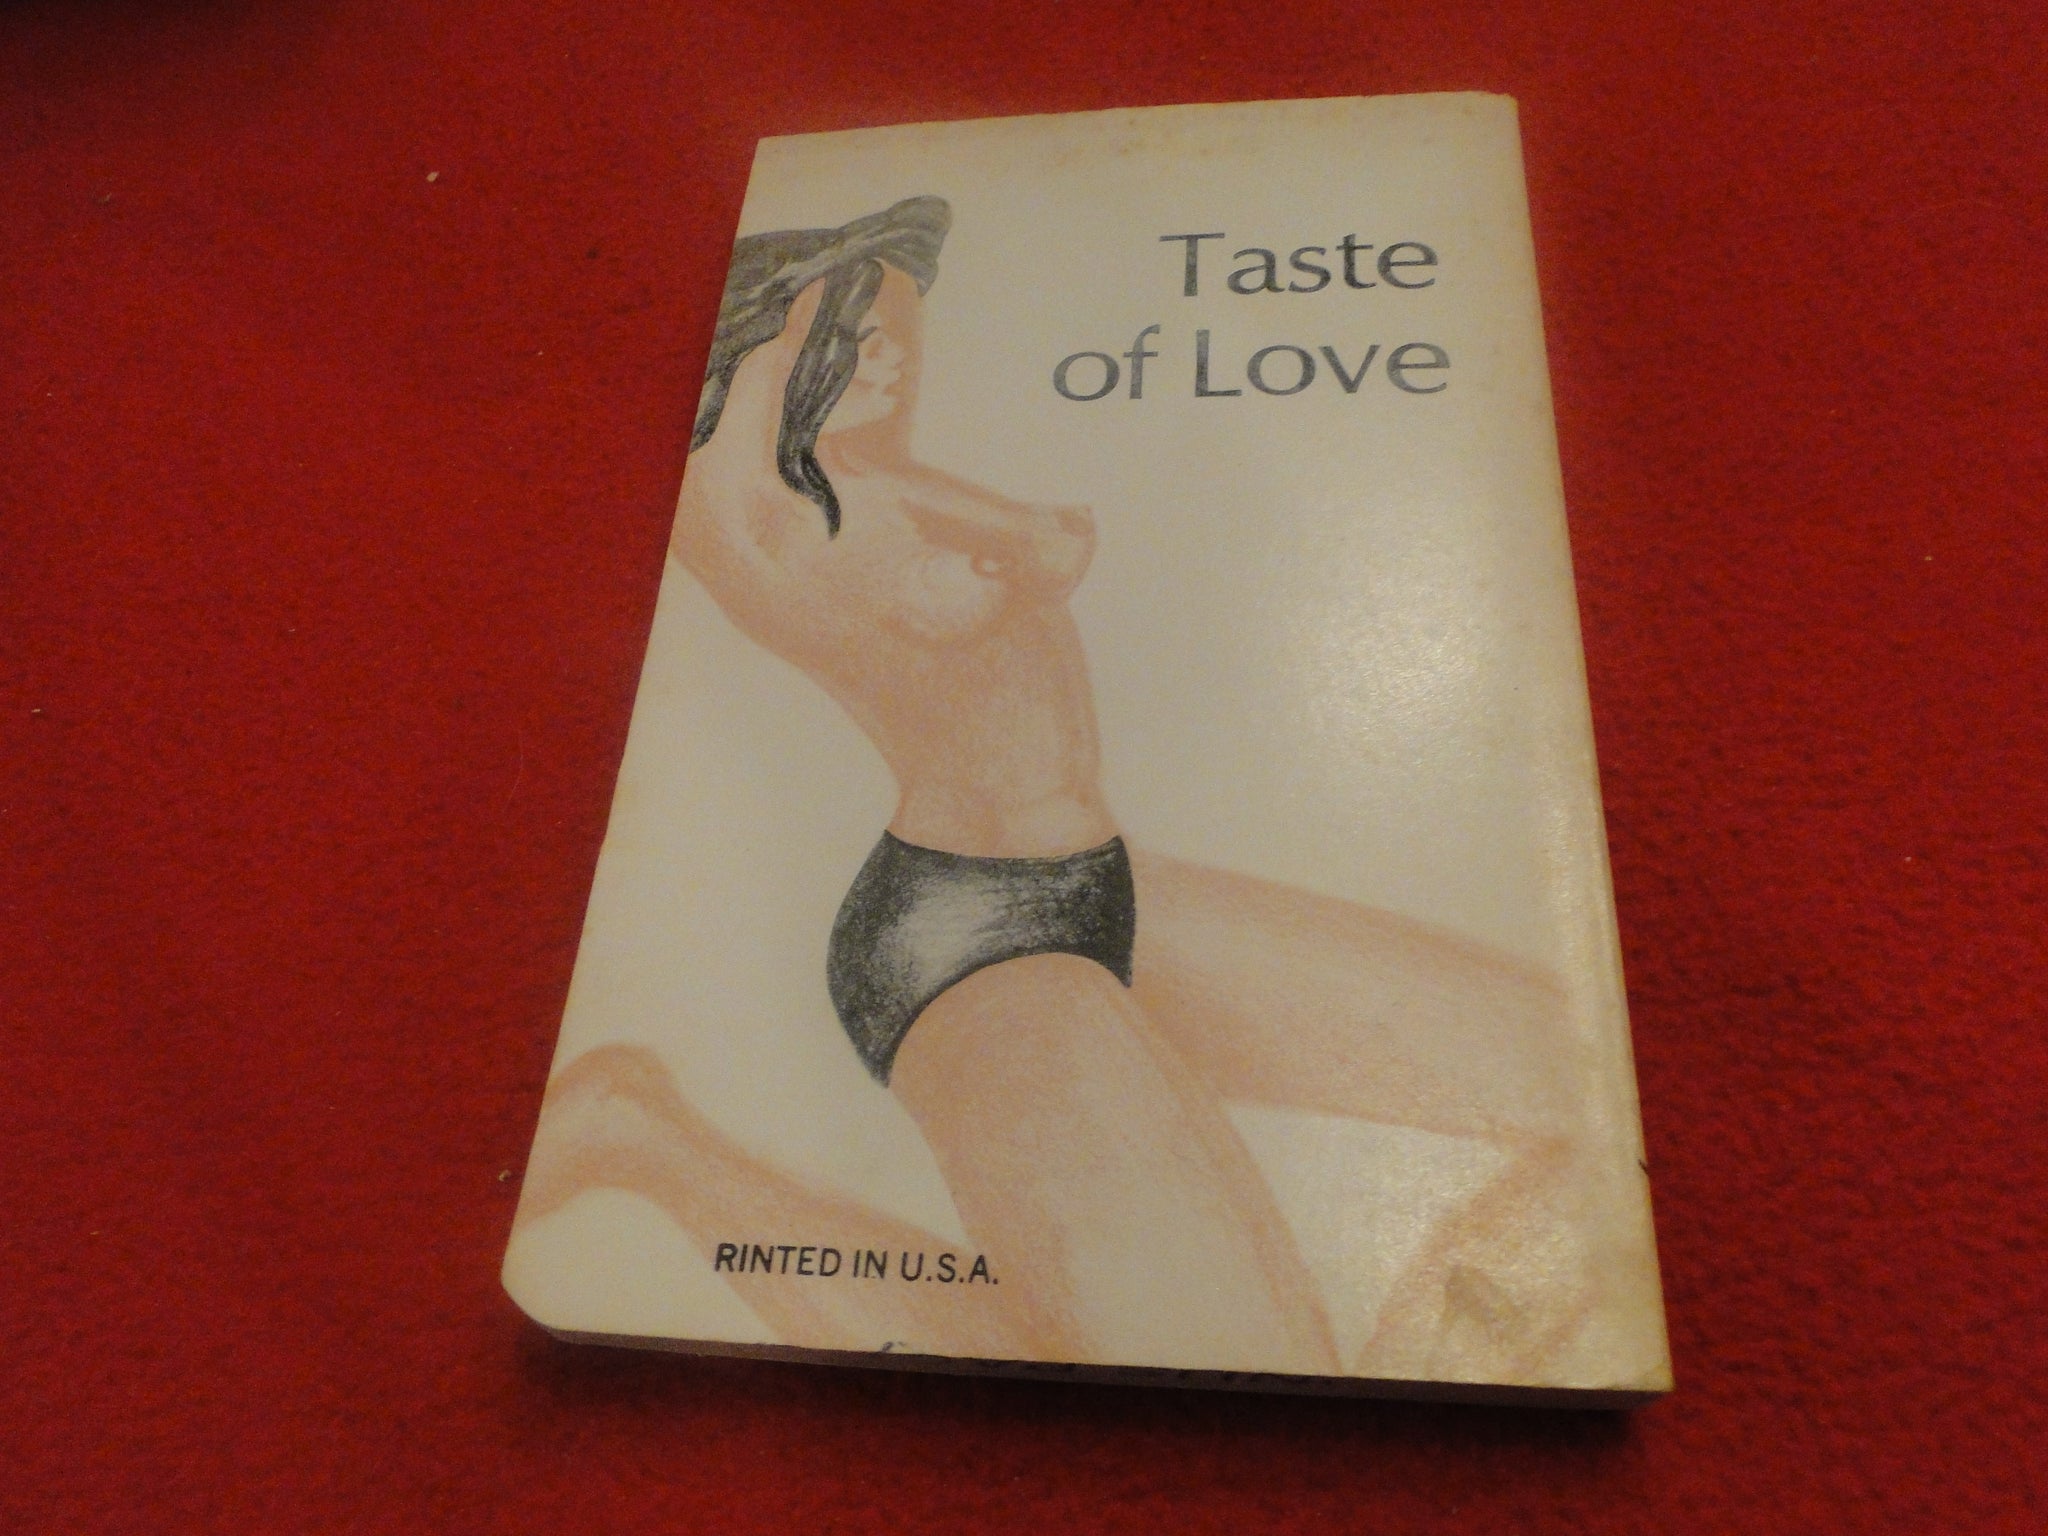 Taste
of Love
RINTED IN U.S.A.